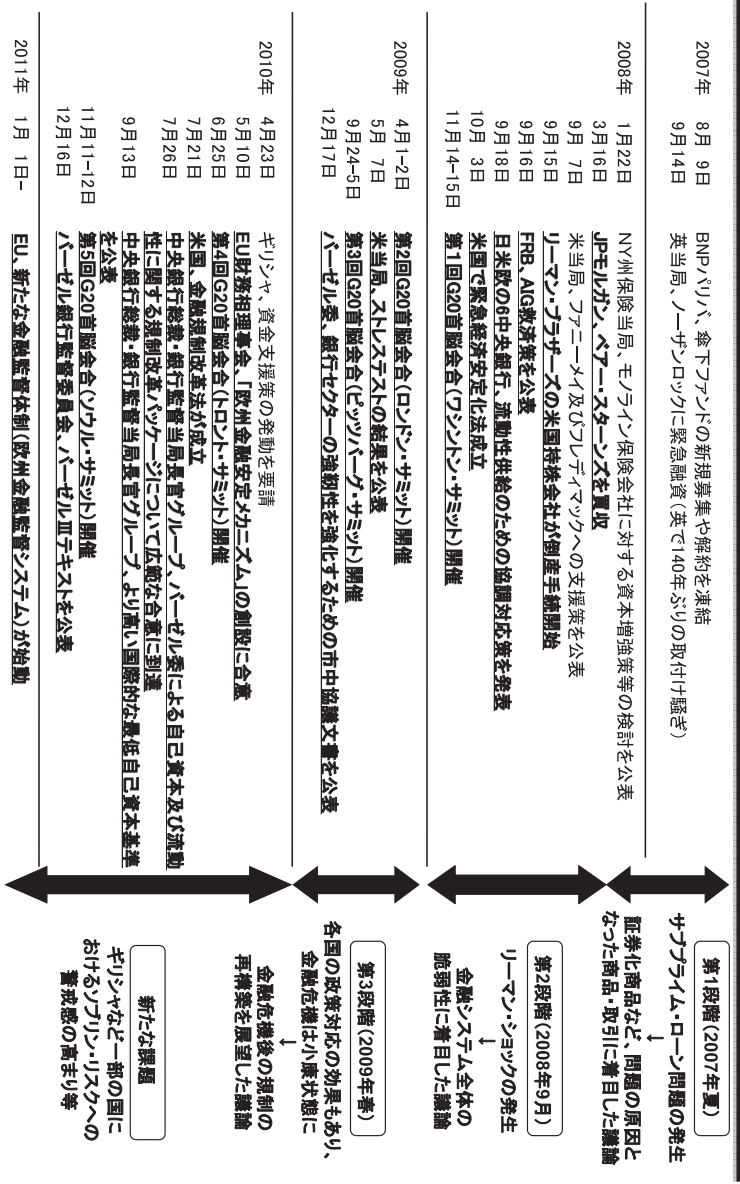 2007年　8月　9日　BNPパリバ、傘下ファンドの新規募集や解約を凍結
9月14日　英当局、ノーザンロックに緊急融資（英で140年ぶりの取付け騒ぎ）
2008年　1月22日　NY州保険当局、モノライン保険会社に対する資本増強策等の検討を公表
3月16日　JPモルガン、ベアー・スターンズを買収
9月　7日　米当局、ファニーメイ及びフレディマックへの支援策を公表
9月15日　リーマン・ブラザーズの米国持株会社が倒産手続開始
9月16日　FRB、AIG救済策を公表
9月18日　日米欧の6中央銀行、流動性供給のための協調対応策を発表
10月　3日　米国で緊急経済安定化法成立
11月14-15日　第1回G20首脳会合（ワシントン・サミット）開催
2009年　4月1-2日　第2回G20首脳会合（ロンドン・サミット）開催
5月　7日　米当局、ストレステストの結果を公表
9月24-5日　第3回G20首脳会合（ピッツバーグ・サミット）開催
12月17日　バーゼル委、銀行セクターの強靭性を強化するための市中協議文書を公表
2010年　4月23日　ギリシャ、資金支援策の発動を要請
5月10日　EU財務相理事会、「欧州金融安定メカニズム」の創設に合意
6月25日　第4回G20首脳会合（トロント・サミット）開催
7月21日　米国、金融規制改革法が成立
7月26日　中央銀行総裁・銀行監督当局長官グループ、バーゼル委による自己資本及び流動
性に関する規制改革パッケージについて広範な合意に到達
9月13日　中央銀行総裁・銀行監督当局長官グループ、より高い国際的な最低自己資本基準
を公表
11月11-12日　第5回G20首脳会合（ソウル・サミット）開催
12月16日　バーゼル銀行監督委員会、バーゼルⅢテキストを公表
2011年　1月　1日-　EU、新たな金融監督体制（欧州金融監督システム）が始動
第1段階（2007年夏）
サブプライム・ローン問題の発生
↓
証券化商品など、問題の原因と
なった商品・取引に着目した議論
第2段階（2008年9月）
リーマン・ショックの発生
↓
金融システム全体の
脆弱性に着目した議論
第3段階（2009年春）
各国の政策対応の効果もあり、
金融危機は小康状態に
↓
金融危機後の規制の
再構築を展望した議論
新たな課題
ギリシャなど一部の国に
おけるソブリン・リスクへの
警戒感の高まり等